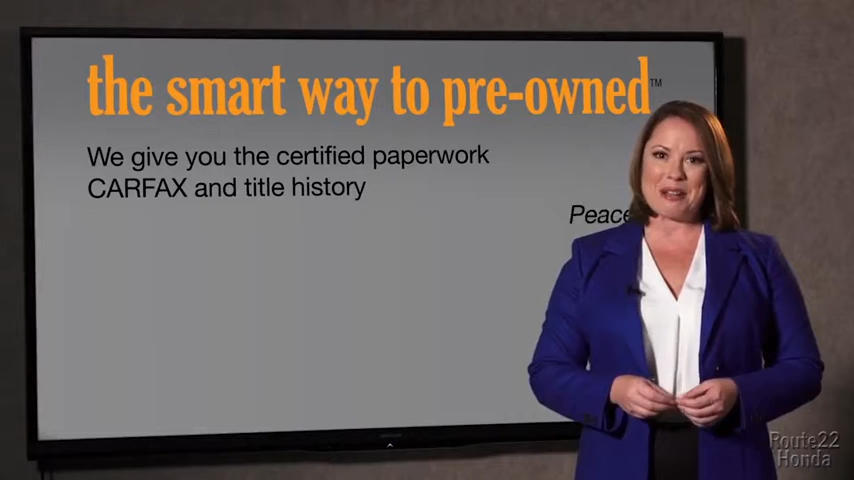 the smart way to pre-owned™
We give you the certified paperwork
CARFAX and title history
Peace
Route22
Honda